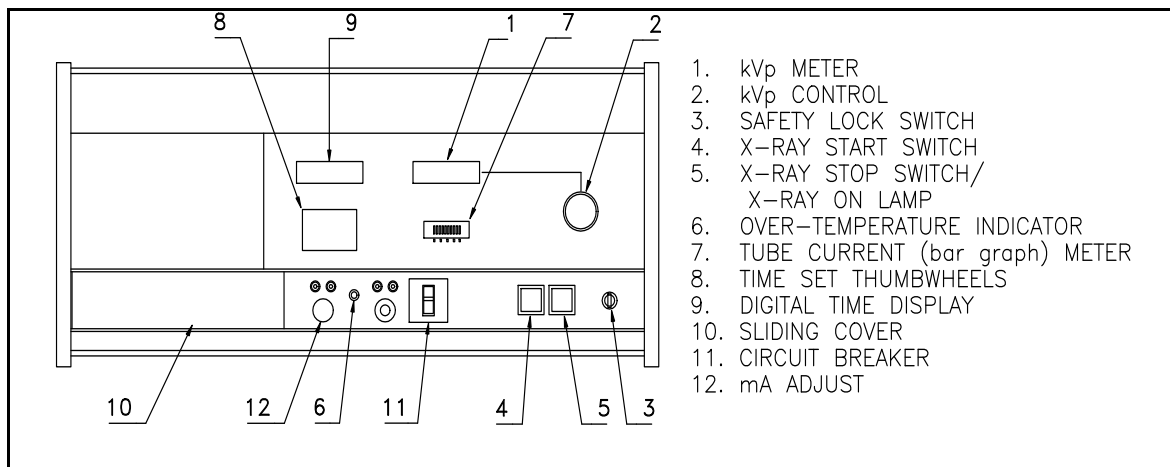 8 9 1 7 2
1. kVp METER
2. kVp CONTROL
3. SAFETY LOCK SWITCH
4. X-RAY START SWITCH
5. X-RAY STOP SWITCH/
X-RAY ON LAMP
6. OVER-TEMPERATURE INDICATOR
7. TUBE CURRENT (bar graph) METER
8. TIME SET THUMBWHEELS
9. DIGITAL TIME DISPLAY
10. SLIDING COVER
11. CIRCUIT BREAKER
12. mA ADJUST
10 12 6 11 4 5 3